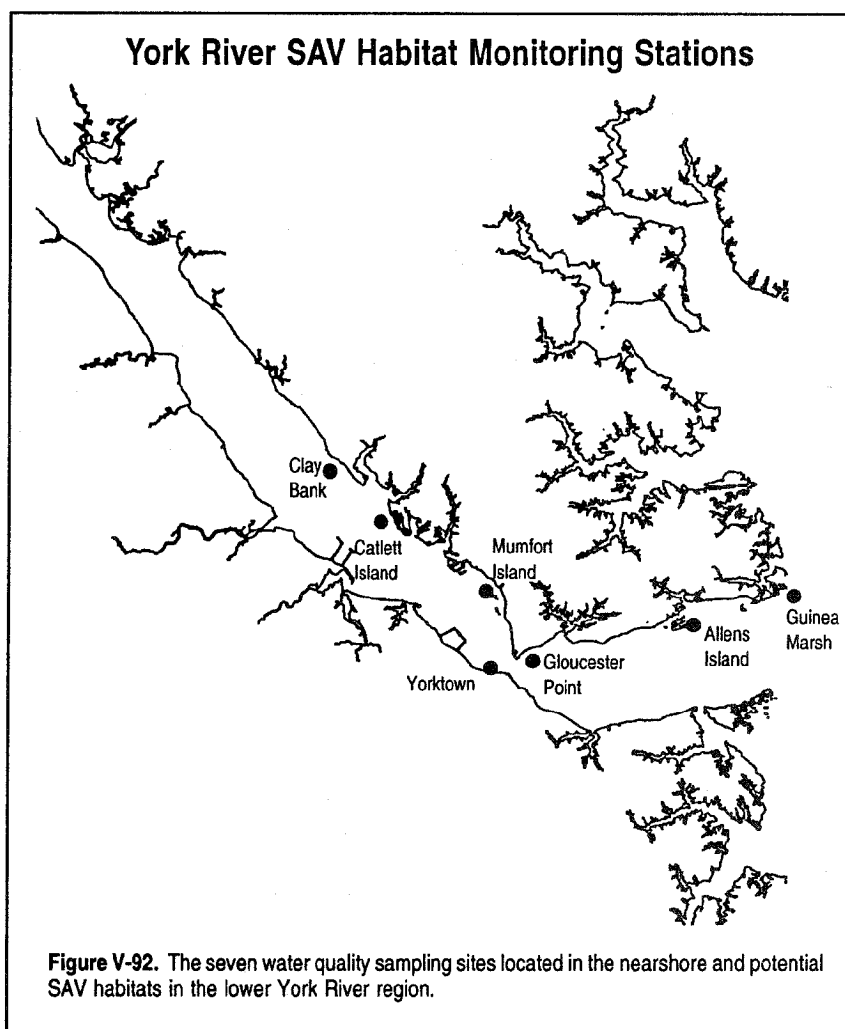 York River SAV Habitat Monitoring Stations
Clay
Bank
Catlett
Island
Mumfort
Island
Guinea
Marsh
Allens
Island
Gloucester
Point
Yorktown
Figure V-92. The seven water quality sampling sites located in the nearshore and potential
SAV habitats in the lower York River region.